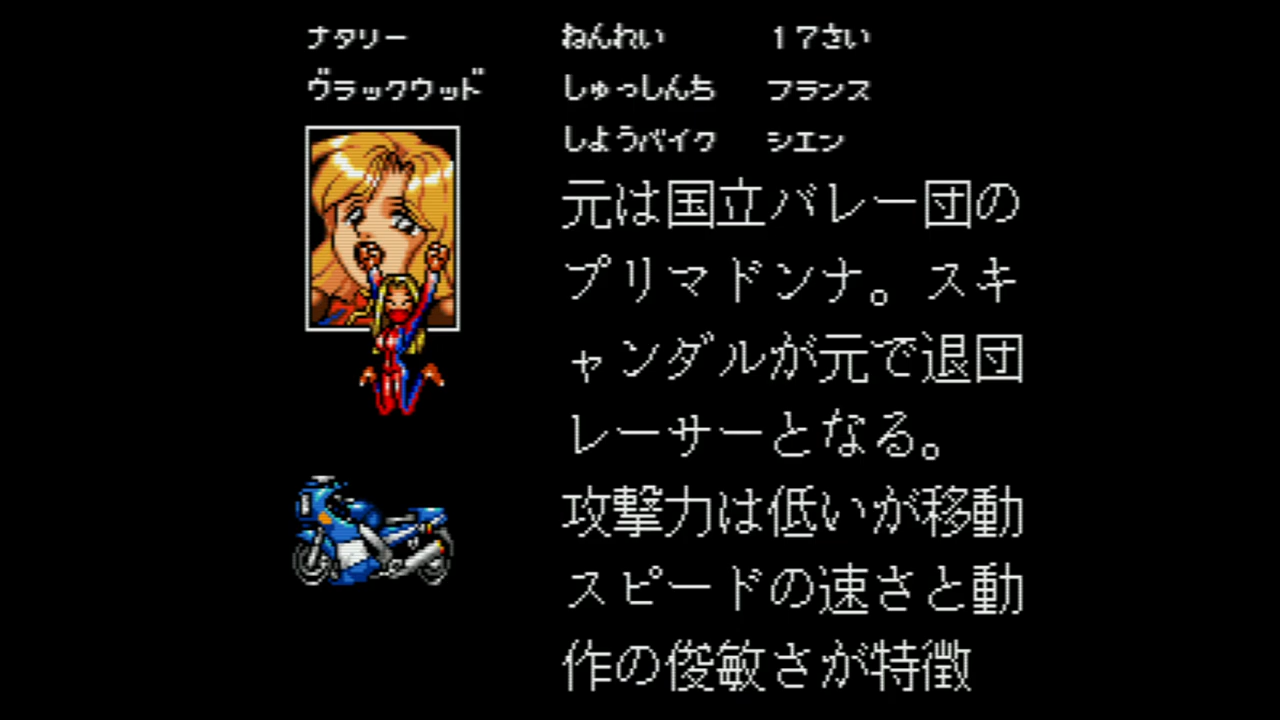 ナタリー
ヴラックウッド
ねんれい 17さい
しゅっしんち フランス
しようバイク シエン
元は国立バレー団の
プリマドンナ。スキ
ャンダルが元で退団
レーサーとなる。
攻撃力は低いが移動
スピードの速さと動
作の俊敏さが特徴